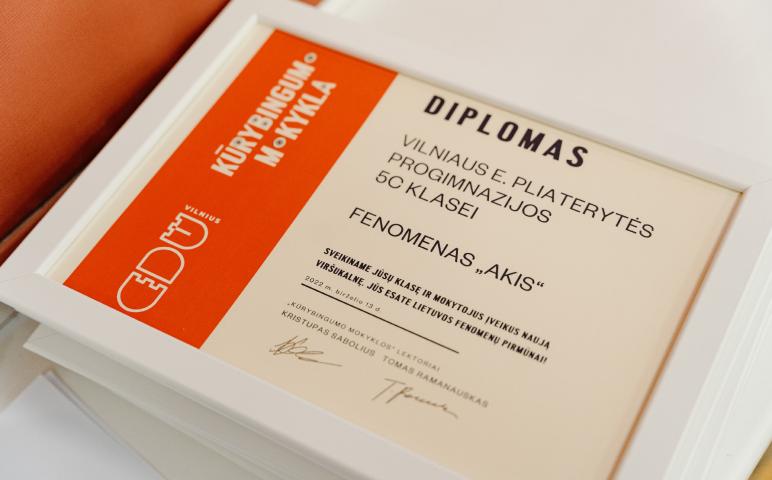 KŪRYBINGUMO
MOKYKLA
EDU
VILNIUS
DIPLOMAS
VILNIAUS E. PLIATERYTĖS
PROGIMNAZIJOS
5C KLASEI
FENOMENAS „AKIS“
SVEIKINAME JŪSŲ KLASĘ IR MOKYTOJUS ĮVEIKUS NAUJĄ
VIRŠUKALNĘ. JŪS ESATE LIETUVOS FENOMENŲ PIRMŪNAI!
2022 m. birželio 13 d.
„KŪRYBINGUMO MOKYKLOS“ LEKTORIAI
KRISTUPAS SABOLIUS TOMAS RAMANAUSKAS